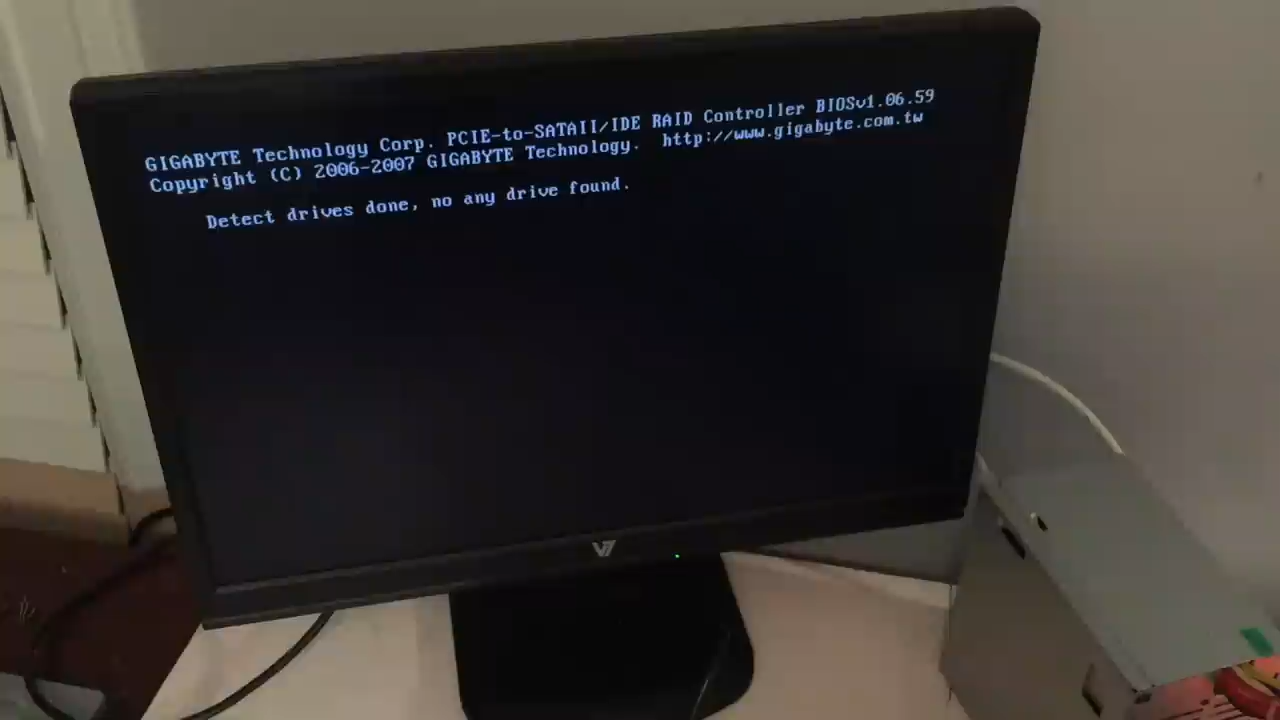 GIGABYTE Technology Corp. PCIE-to-SATAII/IDE RAID Controller BIOSv1.06.59
Copyright (C) 2006-2007 GIGABYTE Technology.  http://www.gigabyte.com.tw
Detect drives done, no any drive found.
V7